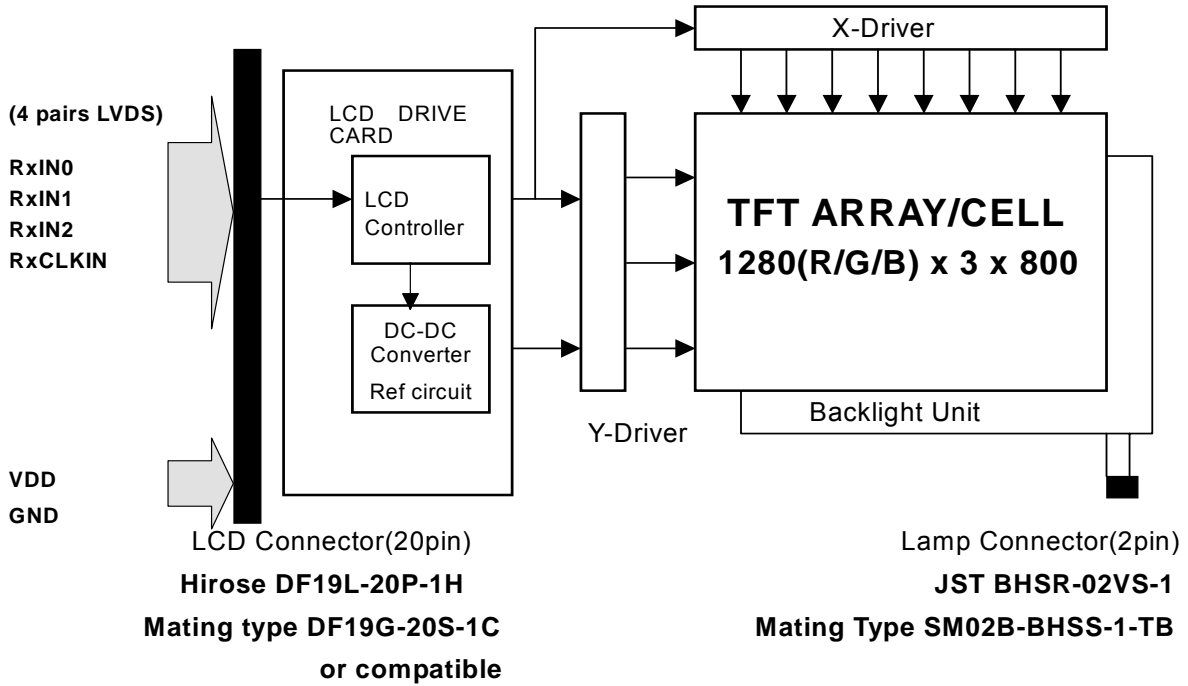 X-Driver
(4 pairs LVDS)
RxIN0
RxIN1
RxIN2
RxCLKIN
LCD DRIVE
CARD
LCD
Controller
DC-DC
Converter
Ref circuit
TFT ARRAY/CELL
1280(R/G/B) x 3 x 800
Backlight Unit
Y-Driver
VDD
GND
LCD Connector(20pin)
Hirose DF19L-20P-1H
Mating type DF19G-20S-1C
or compatible
Lamp Connector(2pin)
JST BHSR-02VS-1
Mating Type SM02B-BHSS-1-TB